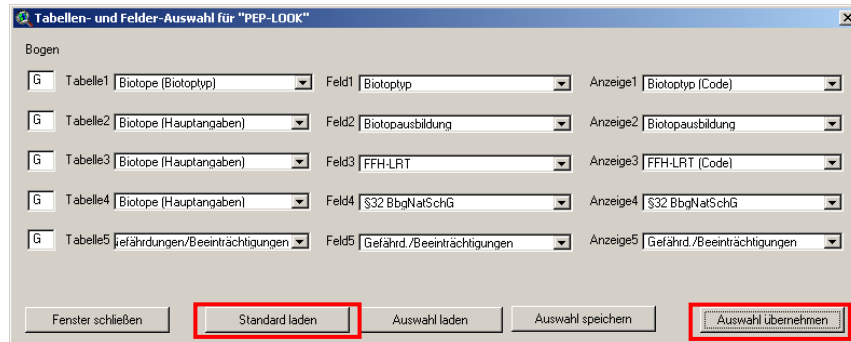 Tabellen- und Felder-Auswahl für "PEP-LOOK"
Bogen
G Tabelle1 Biotope (Biotoptyp) Feld1 Biotoptyp Anzeige1 Biotoptyp (Code)
G Tabelle2 Biotope (Hauptangaben) Feld2 Biotopausbildung Anzeige2 Biotopausbildung
G Tabelle3 Biotope (Hauptangaben) Feld3 FFH-LRT Anzeige3 FFH-LRT (Code)
G Tabelle4 Biotope (Hauptangaben) Feld4 §32 BbgNatSchG Anzeige4 §32 BbgNatSchG
G Tabelle5 iefährdungen/Beeinträchtigungen Feld5 Gefährd./Beeinträchtigungen Anzeige5 Gefährd./Beeinträchtigungen
Fenster schließen Standard laden Auswahl laden Auswahl speichern Auswahl übernehmen